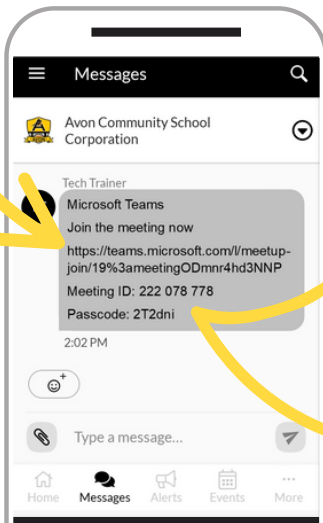 Messages
Avon Community School
Corporation
Tech Trainer
Microsoft Teams
Join the meeting now
https://teams.microsoft.com/l/meetup-
join/19%3ameetingODmnr4hd3NNP
Meeting ID: 222 078 778
Passcode: 2T2dni
2:02 PM
Type a message...
Home Messages Alerts Events More